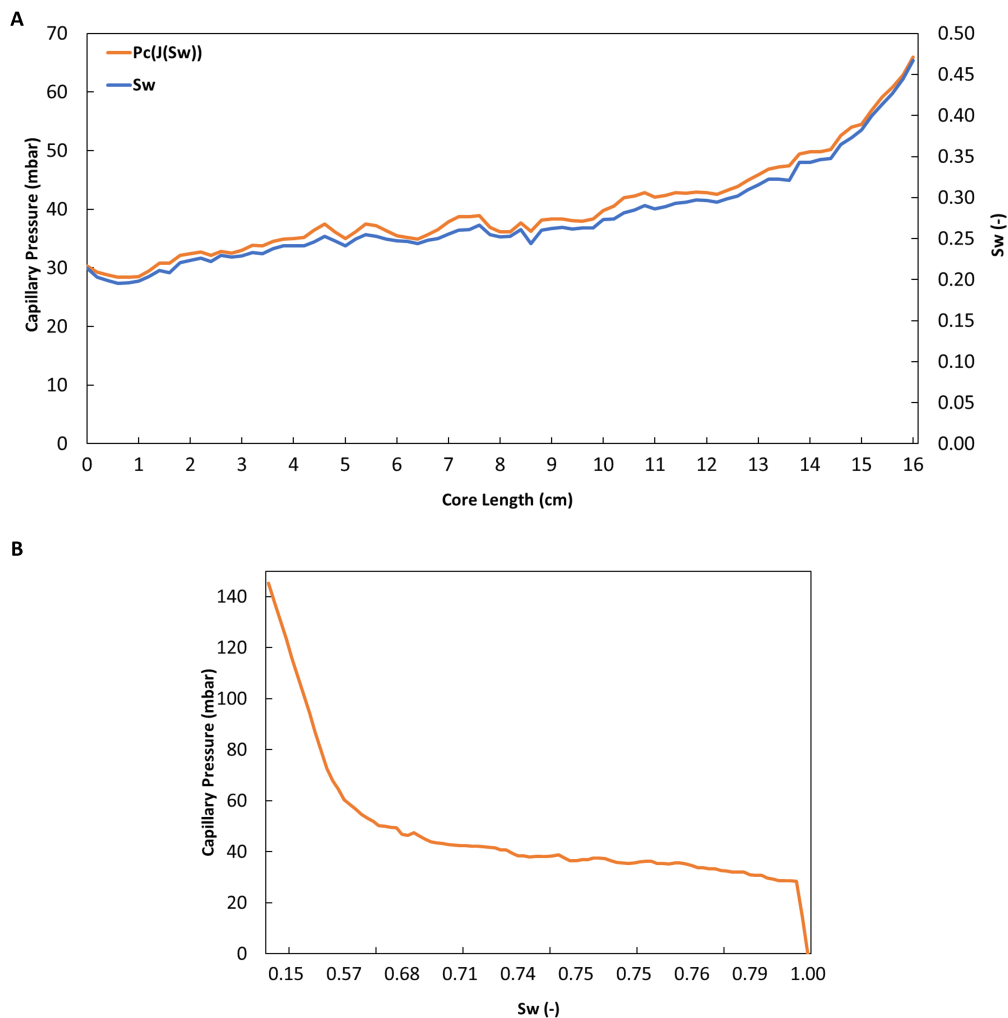 A
Pc(J(Sw))
Sw
70
60
50
40
30
20
10
0
Capillary Pressure (mbar)
0.50
0.45
0.40
0.35
0.30
0.25
0.20
0.15
0.10
0.05
0.00
Sw (-)
0 1 2 3 4 5 6 7 8 9 10 11 12 13 14 15 16
Core Length (cm)
B
140
120
100
80
60
40
20
0
Capillary Pressure (mbar)
0.15 0.57 0.68 0.71 0.74 0.75 0.75 0.76 0.79 1.00
Sw (-)